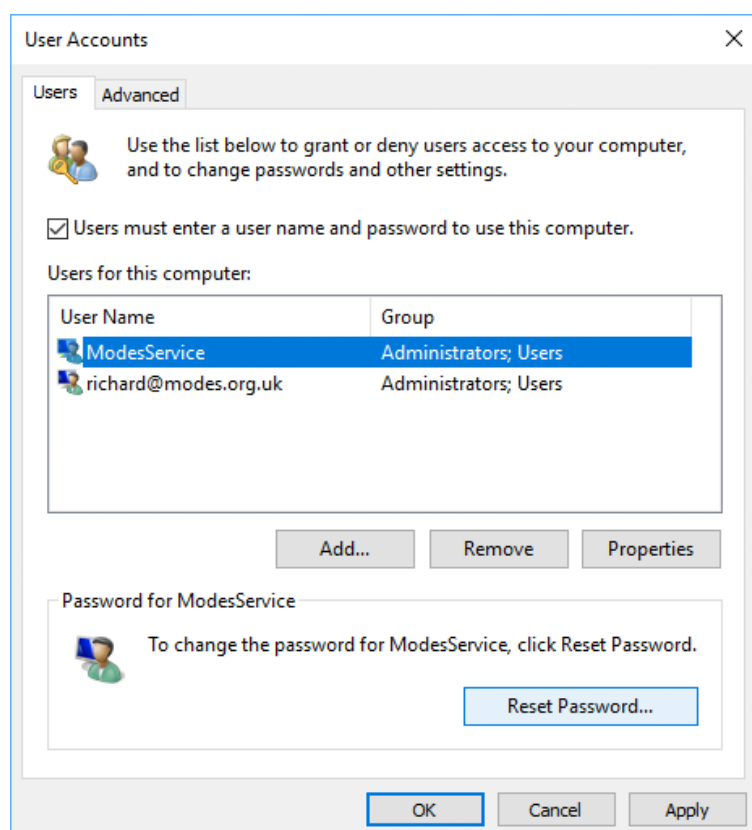 User Accounts
Users
Advanced
Use the list below to grant or deny users access to your computer,
and to change passwords and other settings.
Users must enter a user name and password to use this computer.
Users for this computer:
User Name Group
ModesService Administrators; Users
richard@modes.org.uk Administrators; Users
Add... Remove Properties
Password for ModesService
To change the password for ModesService, click Reset Password.
Reset Password...
OK Cancel Apply